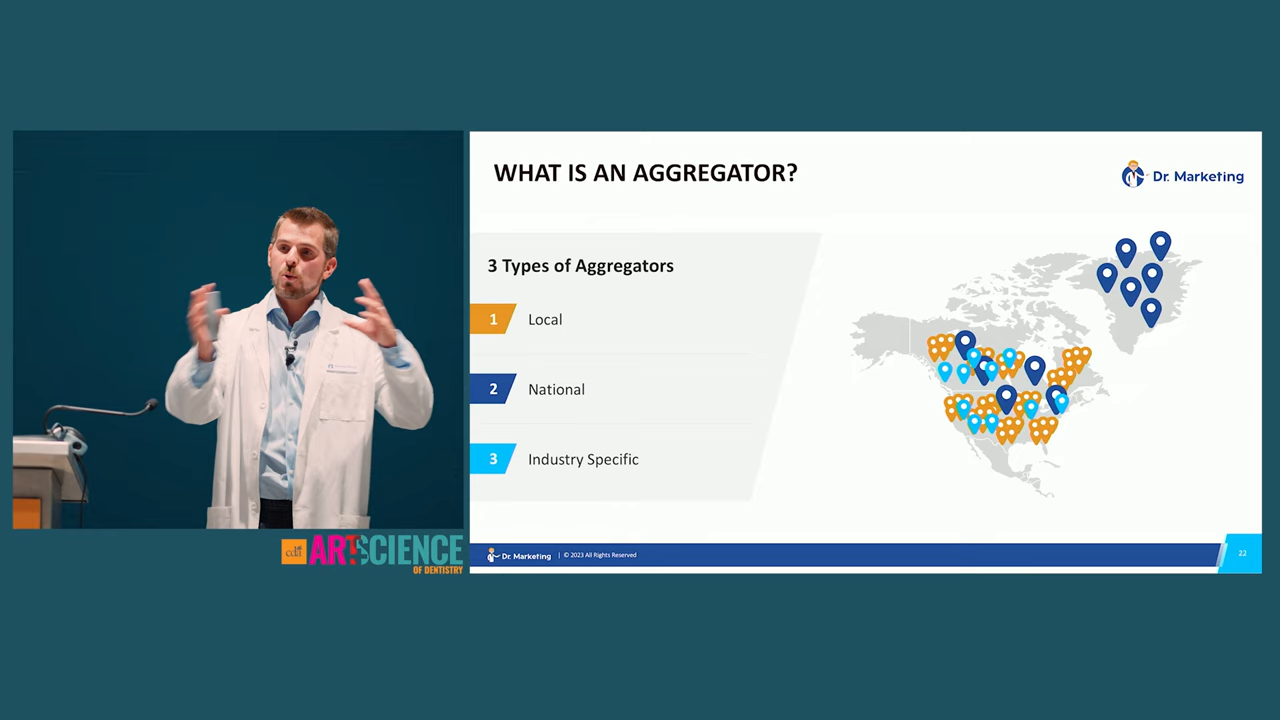 WHAT IS AN AGGREGATOR?
Dr. Marketing
3 Types of Aggregators
1 Local
2 National
3 Industry Specific
cda
ART & SCIENCE
OF DENTISTRY
Dr. Marketing | © 2023 All Rights Reserved
22